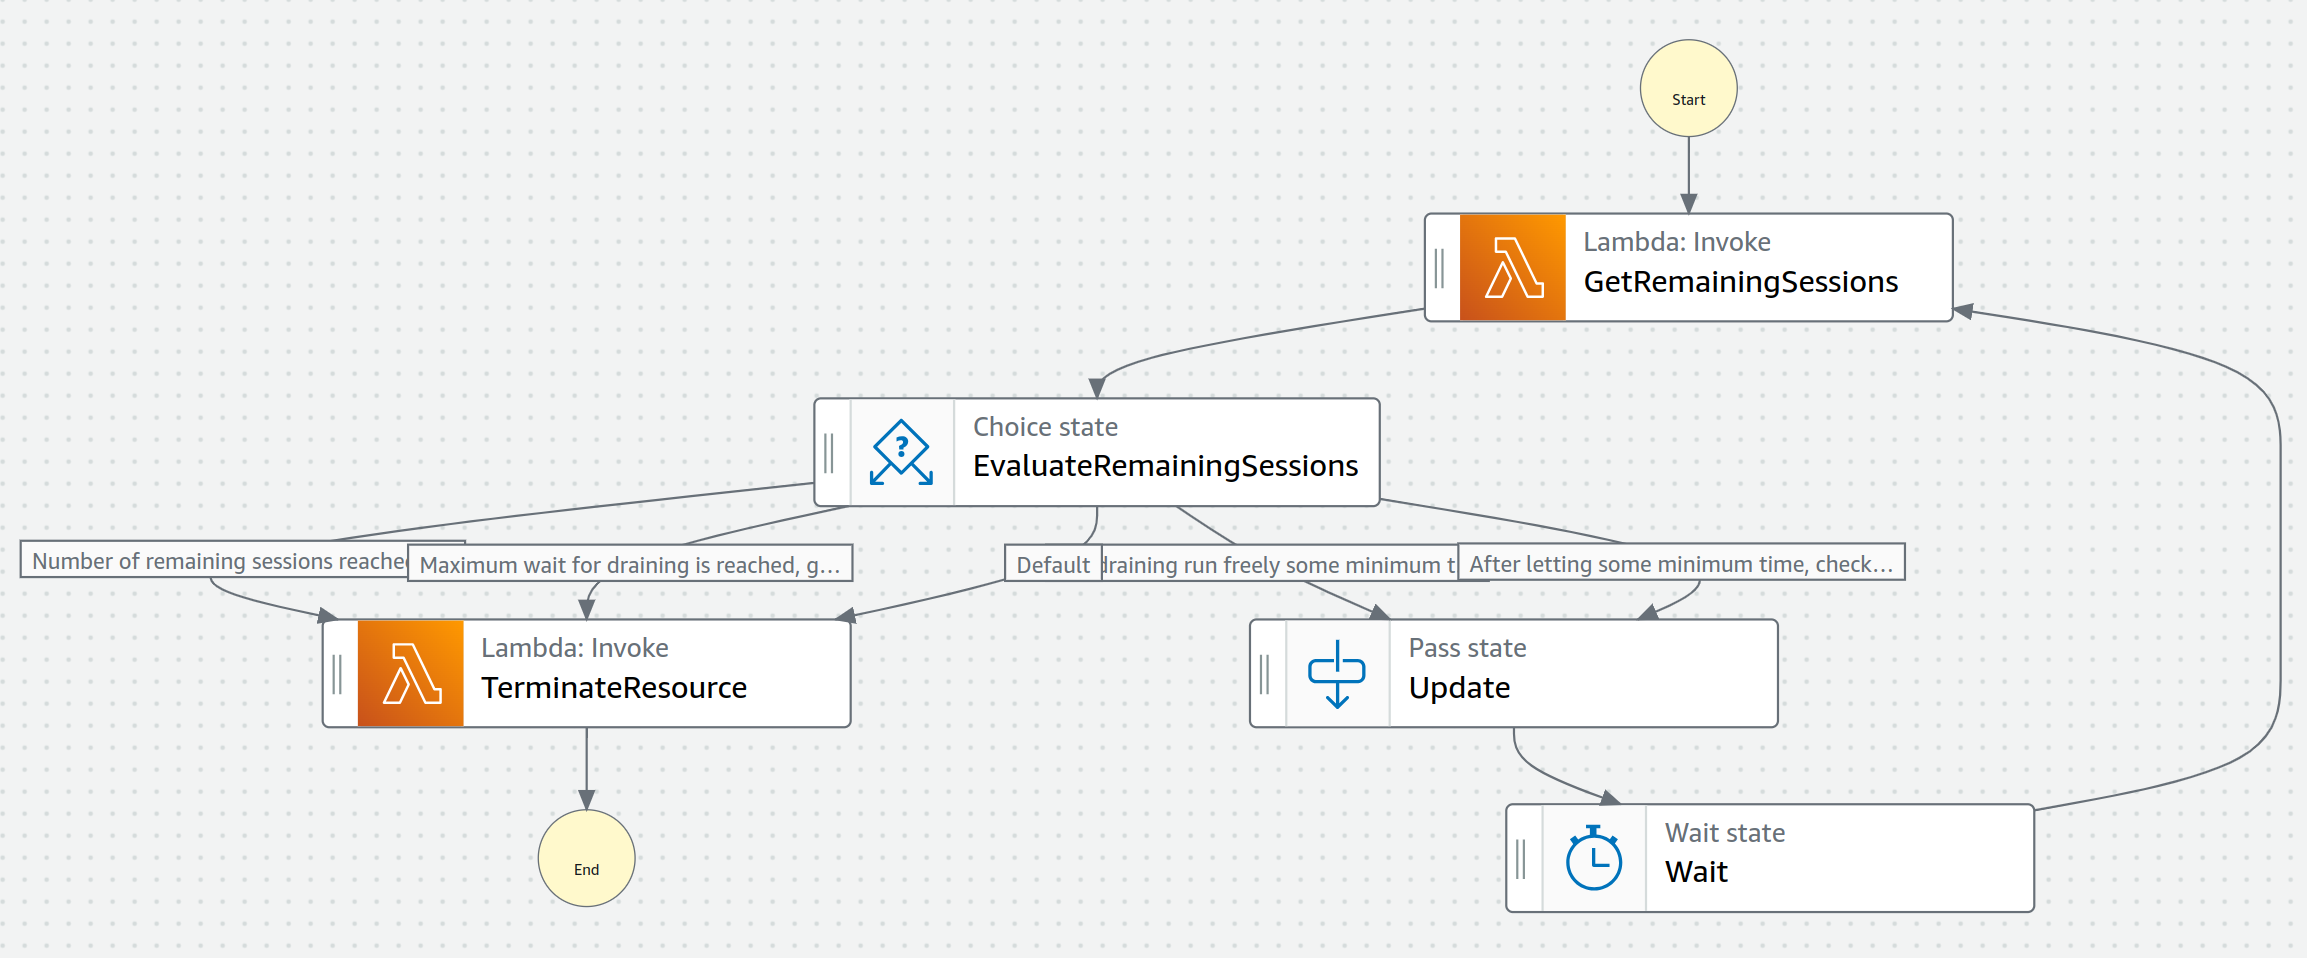 Start
Lambda: Invoke
GetRemainingSessions
Choice state
EvaluateRemainingSessions
Number of remaining sessions
Maximum wait for draining is reached, g…
Default
run freely some minimum
After letting some minimum time, check…
Lambda: Invoke
TerminateResource
Pass state
Update
End
Wait state
Wait